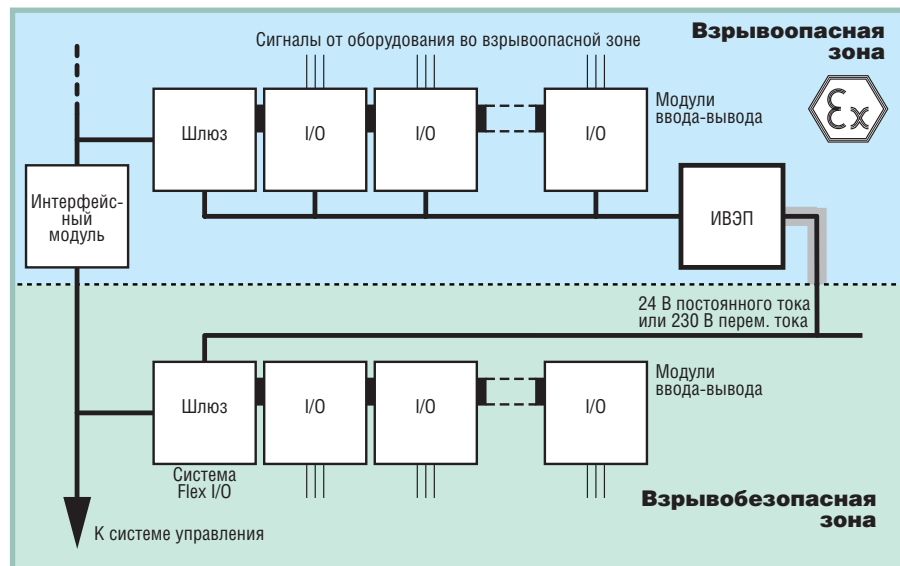 Взрывоопасная
зона
Сигналы от оборудования во взрывоопасной зоне
Ex
Шлюз
I/O
I/O
I/O
Модули
ввода-вывода
Интерфейс-
ный
модуль
ИВЭП
24 В постоянного тока
или 230 В перем. тока
Шлюз
I/O
I/O
I/O
Модули
ввода-вывода
Система
Flex I/O
Взрывобезопасная
зона
К системе управления